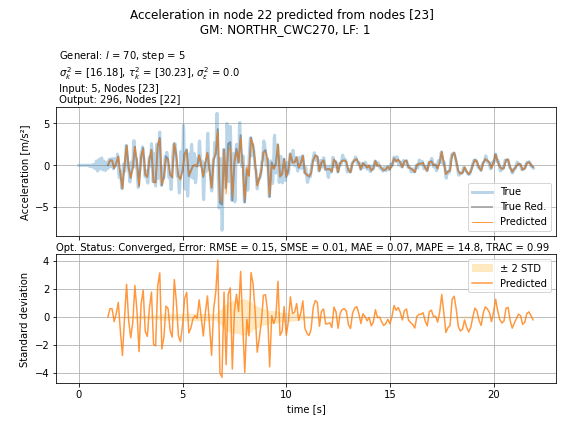 Acceleration in node 22 predicted from nodes [23]
GM: NORTHR_CWC270, LF: 1
General: l = 70, step = 5
σ²ₖ = [16.18], τ²ₖ = [30.23], σ²ε = 0.0
Input: 5, Nodes [23]
Output: 296, Nodes [22]
Acceleration [m/s²]
5
0
−5
True
True Red.
Predicted
Opt. Status: Converged, Error: RMSE = 0.15, SMSE = 0.01, MAE = 0.07, MAPE = 14.8, TRAC = 0.99
Standard deviation
4
2
0
−2
−4
± 2 STD
Predicted
0 5 10 15 20
time [s]